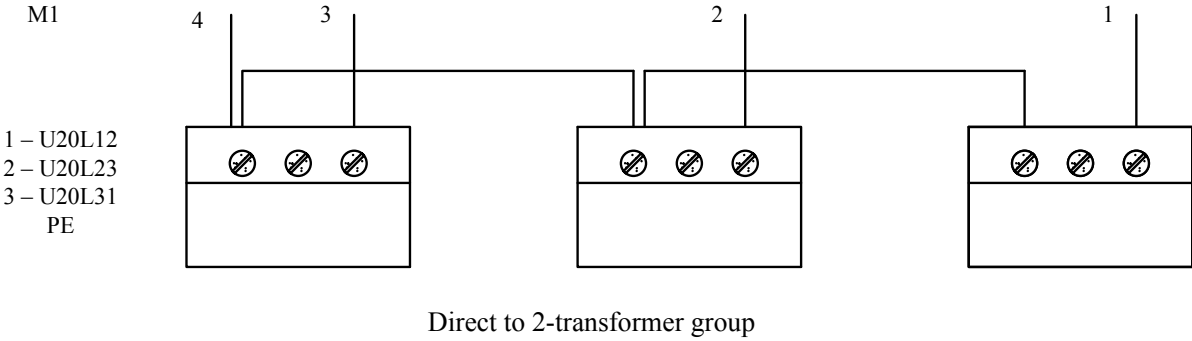 M1
4
3
2
1
1 – U20L12
2 – U20L23
3 – U20L31
PE
Direct to 2-transformer group